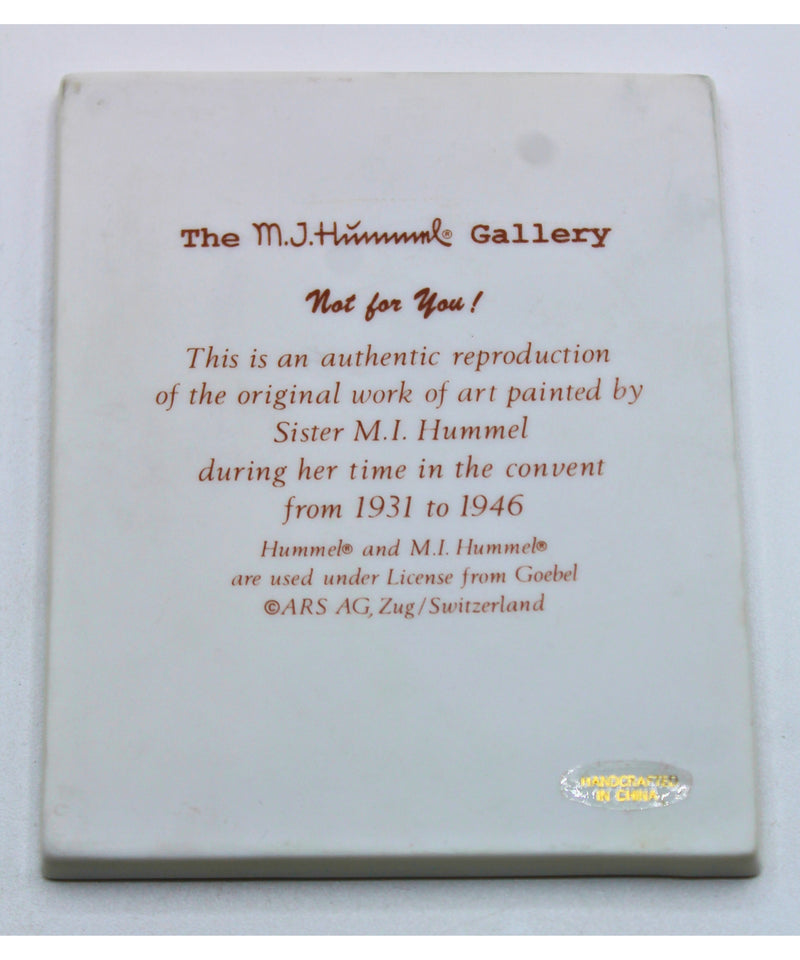 The M.J.Hummel® Gallery
Not for You!
This is an authentic reproduction
of the original work of art painted by
Sister M.I. Hummel
during her time in the convent
from 1931 to 1946
Hummel® and M.I. Hummel®
are used under License from Goebel
©ARS AG, Zug/Switzerland
HANDCRAFTED
IN CHINA